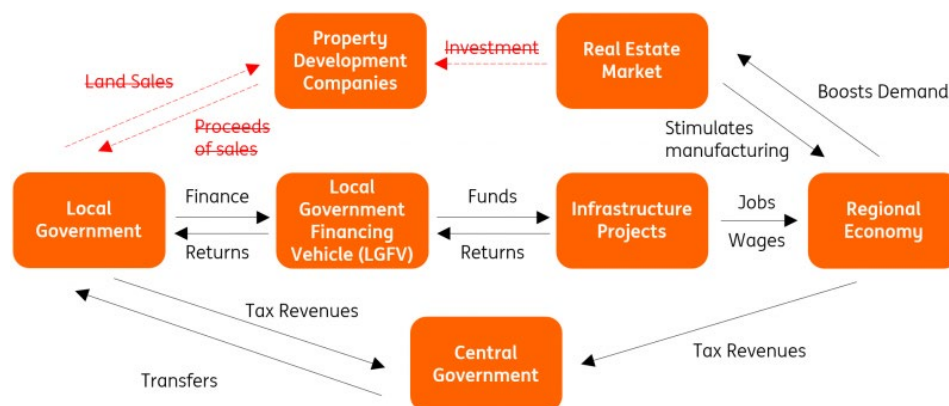 Property
Development
Companies
Investment
Real Estate
Market
Land Sales
Boosts Demand
Proceeds
of sales
Stimulates
manufacturing
Local
Government
Finance
Returns
Local
Government
Financing
Vehicle (LGFV)
Funds
Returns
Infrastructure
Projects
Jobs
Wages
Regional
Economy
Tax Revenues
Central
Government
Tax Revenues
Transfers